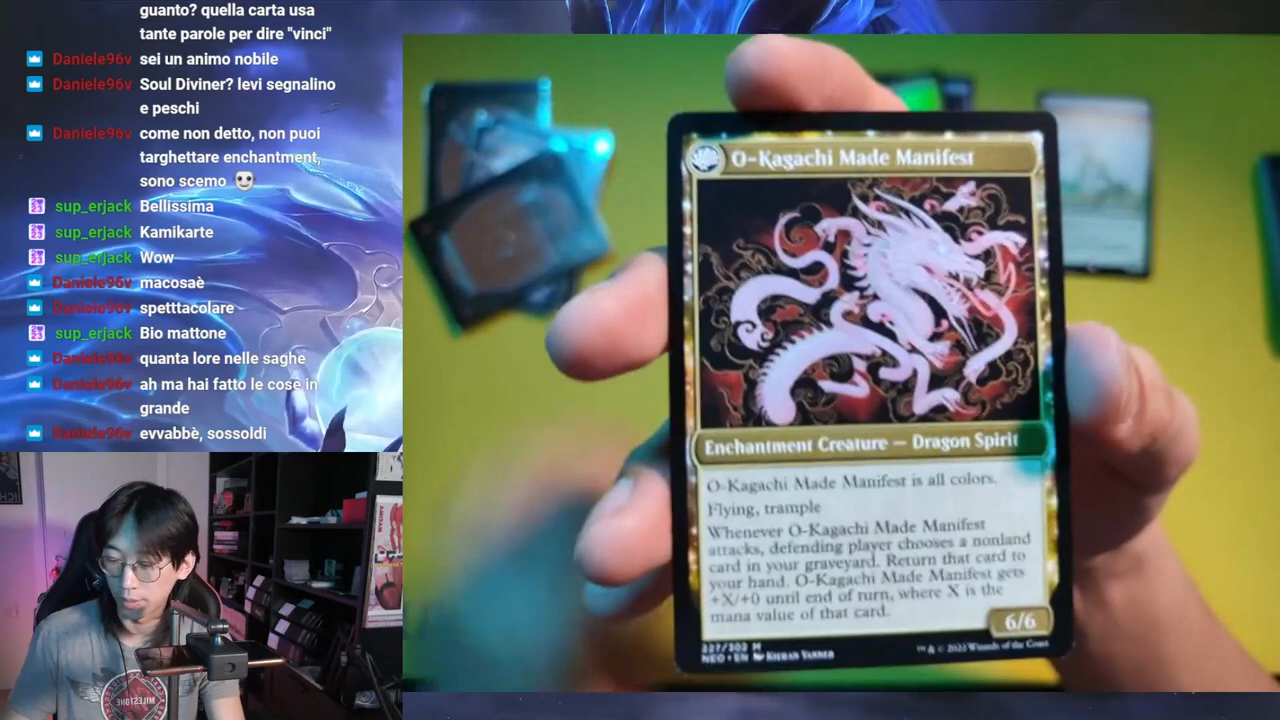 guanto? quella carta usa
tante parole per dire "vinci"
Daniele96v sei un animo nobile
Daniele96v Soul Diviner? levi segnalino
e peschi
Daniele96v come non detto, non puoi
targhettare enchantment,
sono scemo
sup_erjack Bellissima
sup_erjack Kamikarte
sup_erjack Wow
Daniele96v macosaè
Daniele96v spetttacolare
sup_erjack Bio mattone
Daniele96v quanta lore nelle saghe
Daniele96v ah ma hai fatto le cose in
grande
Daniele96v evvabbè, sossoldi
O-Kagachi Made Manifest
Enchantment Creature — Dragon Spirit
O-Kagachi Made Manifest is all colors.
Flying, trample
Whenever O-Kagachi Made Manifest
attacks, defending player chooses a nonland
card in your graveyard. Return that card to
your hand. O-Kagachi Made Manifest gets
+X/+0 until end of turn, where X is the
mana value of that card.
6/6
227/302 M
NEO • EN Kieran Yanner
™ & © 2022 Wizards of the Coast
MILESTONE